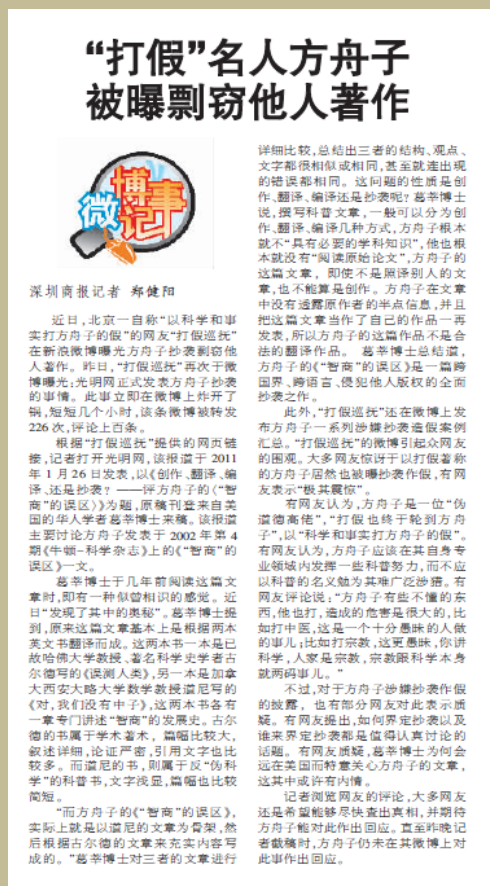 “打假”名人方舟子
被曝剽窃他人著作
微博记事
深圳商报记者 郑健阳
近日,北京一自称“以科学和事
实打方舟子的假”的网友“打假巡抚”
在新浪微博曝光方舟子抄袭剽窃他
人著作。昨日,“打假巡抚”再次于微
博曝光:光明网正式发表方舟子抄袭
的事情。此事立即在微博上炸开了
锅,短短几个小时,该条微博被转发
226次,评论上百条。
根据“打假巡抚”提供的网页链
接,记者打开光明网,该报道于2011
年1月26日发表,以《创作、翻译、编
译、还是抄袭？——评方舟子的〈“智
商”的误区〉》为题,原稿刊登来自美
国的华人学者葛莘博士来稿。该报道
主要讨论方舟子发表于2002年第4
期《牛顿-科学杂志》上的《“智商”的
误区》一文。
葛莘博士于几年前阅读这篇文
章时,即有一种似曾相识的感觉。近
日“发现了其中的奥秘”。葛莘博士提
到,原来这篇文章基本上是根据两本
英文书翻译而成。这两本书一本是已
故哈佛大学教授、著名科学史学者古
尔德写的《误测人类》,另一本是加拿
大西安大略大学数学教授道尼写的
《对,我们没有中子》,这两本书各有
一章专门讲述“智商”的发展史。古尔
德的书属于学术著术，篇幅比较大,
叙述详细,论证严密,引用文字也比
较多。而道尼的书,则属于反“伪科
学”的科普书,文字浅显,篇幅也比较
简短。
“而方舟子的《“智商”的误区》,
实际上就是以道尼的文章为骨架,然
后根据古尔德的文章来充实内容写
成的。”葛莘博士对三者的文章进行
详细比较,总结出三者的结构、观点、
文字都很相似或相同,甚至就连出现
的错误都相同。这问题的性质是创
作、翻译、编译还是抄袭呢？葛莘博士
说,撰写科普文章,一般可以分为创
作、翻译、编译几种方式,方舟子根本
就不“具有必要的学科知识”,他也根
本就没有“阅读原始论文”,方舟子的
这篇文章，即使不是照译别人的文
章,也不能算是创作。方舟子在文章
中没有透露原作者的半点信息,并且
把这篇文章当作了自己的作品一再
发表,所以方舟子的这篇作品不是合
法的翻译作品。葛莘博士总结道,
方舟子的《“智商”的误区》是一篇跨
国界、跨语言、侵犯他人版权的全面
抄袭之作。
此外,“打假巡抚”还在微博上发
布方舟子一系列涉嫌抄袭造假案例
汇总。“打假巡抚”的微博引起众网友
的围观。大多网友惊讶于以打假著称
的方舟子居然也被曝抄袭作假,有网
友表示“极其震惊”。
有网友认为,方舟子是一位“伪
道德高佬”，“打假也终于轮到方舟
子”,以“科学和事实打方舟子的假”。
有网友认为,方舟子应该在其自身专
业领域内发挥一些科普努力,而不应
以科普的名义勉为其难广泛涉猎。有
网友评论说：“方舟子有些不懂的东
西,他也打,造成的危害是很大的,比
如打中医,这是一个十分愚昧的人做
的事儿;比如打宗教,这更愚昧,你讲
科学,人家是宗教,宗教跟科学本身
就两码事儿。”
不过,对于方舟子涉嫌抄袭作假
的披露，也有部分网友对此表示质
疑。有网友提出,如何界定抄袭以及
谁来界定抄袭都是值得认真讨论的
话题。有网友质疑,葛莘博士为何会
远在美国而特意关心方舟子的文章,
这其中或许有内情。
记者浏览网友的评论,大多网友
还是希望能够尽快查出真相,并期待
方舟子能对此作出回应。直至昨晚记
者截稿时,方舟子仍未在其微博上对
此事作出回应。